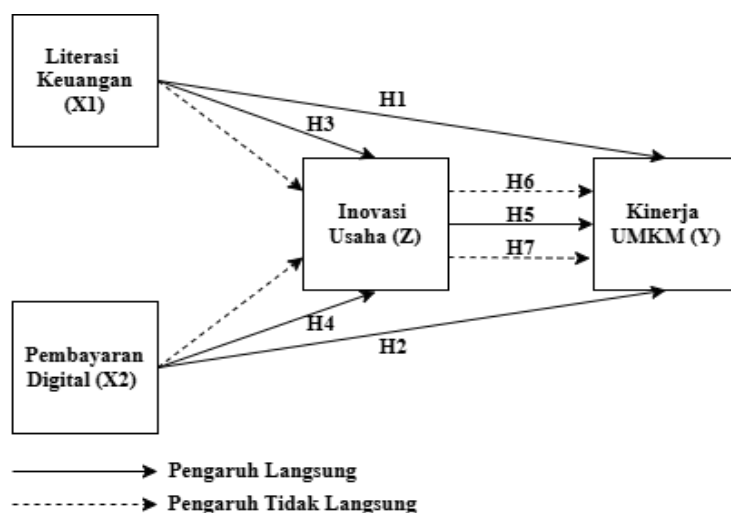 Literasi
Keuangan
(X1)
H1
H3
H6
Inovasi
Usaha (Z)
H5
Kinerja
UMKM (Y)
H7
H4
H2
Pembayaran
Digital (X2)
Pengaruh Langsung
Pengaruh Tidak Langsung